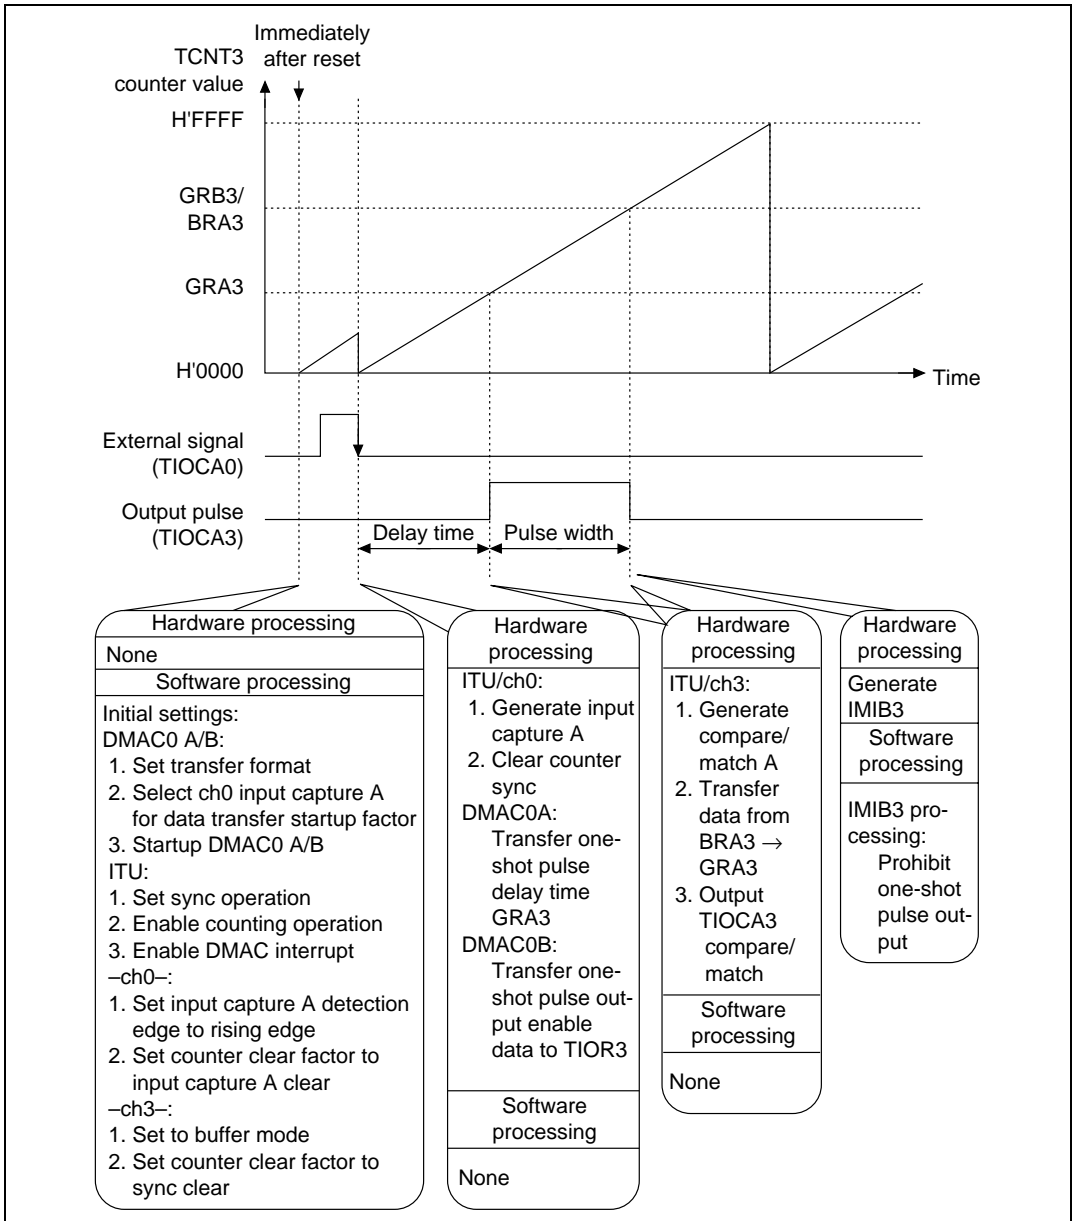 Immediately
after reset
TCNT3
counter value
H'FFFF
GRB3/
BRA3
GRA3
H'0000
Time
External signal
(TIOCA0)
Output pulse
(TIOCA3)
Delay time
Pulse width
Hardware processing
None
Software processing
Initial settings:
DMAC0 A/B:
1. Set transfer format
2. Select ch0 input capture A
for data transfer startup factor
3. Startup DMAC0 A/B
ITU:
1. Set sync operation
2. Enable counting operation
3. Enable DMAC interrupt
–ch0–:
1. Set input capture A detection
edge to rising edge
2. Set counter clear factor to
input capture A clear
–ch3–:
1. Set to buffer mode
2. Set counter clear factor to
sync clear
Hardware
processing
ITU/ch0:
1. Generate input
capture A
2. Clear counter
sync
DMAC0A:
Transfer one-
shot pulse
delay time
GRA3
DMAC0B:
Transfer one-
shot pulse out-
put enable
data to TIOR3
Software
processing
None
Hardware
processing
ITU/ch3:
1. Generate
compare/
match A
2. Transfer
data from
BRA3 →
GRA3
3. Output
TIOCA3
compare/
match
Software
processing
None
Hardware
processing
Generate
IMIB3
Software
processing
IMIB3 pro-
cessing:
Prohibit
one-shot
pulse out-
put